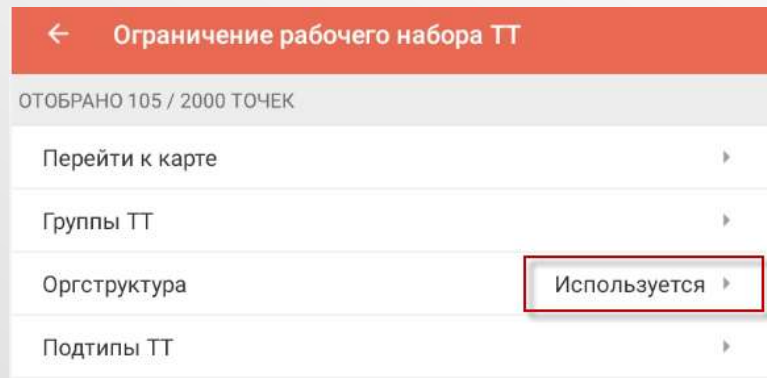 Ограничение рабочего набора ТТ
ОТОБРАНО 105 / 2000 ТОЧЕК
Перейти к карте
Группы ТТ
Оргструктура Используется
Подтипы ТТ